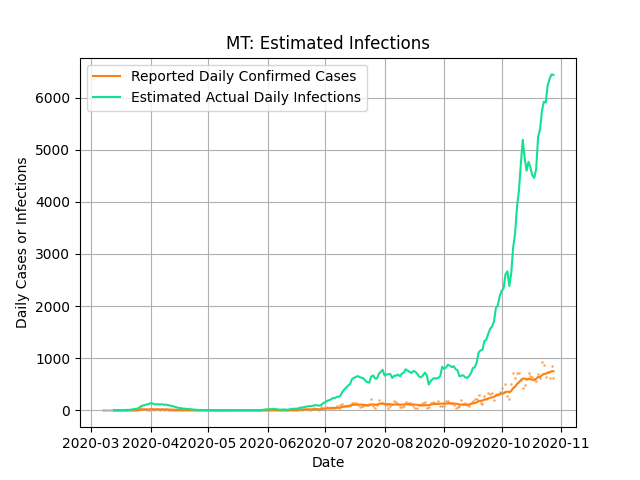 MT: Estimated Infections
Reported Daily Confirmed Cases
Estimated Actual Daily Infections
Daily Cases or Infections
6000
5000
4000
3000
2000
1000
0
2020-03 2020-04 2020-05 2020-06 2020-07 2020-08 2020-09 2020-10 2020-11
Date